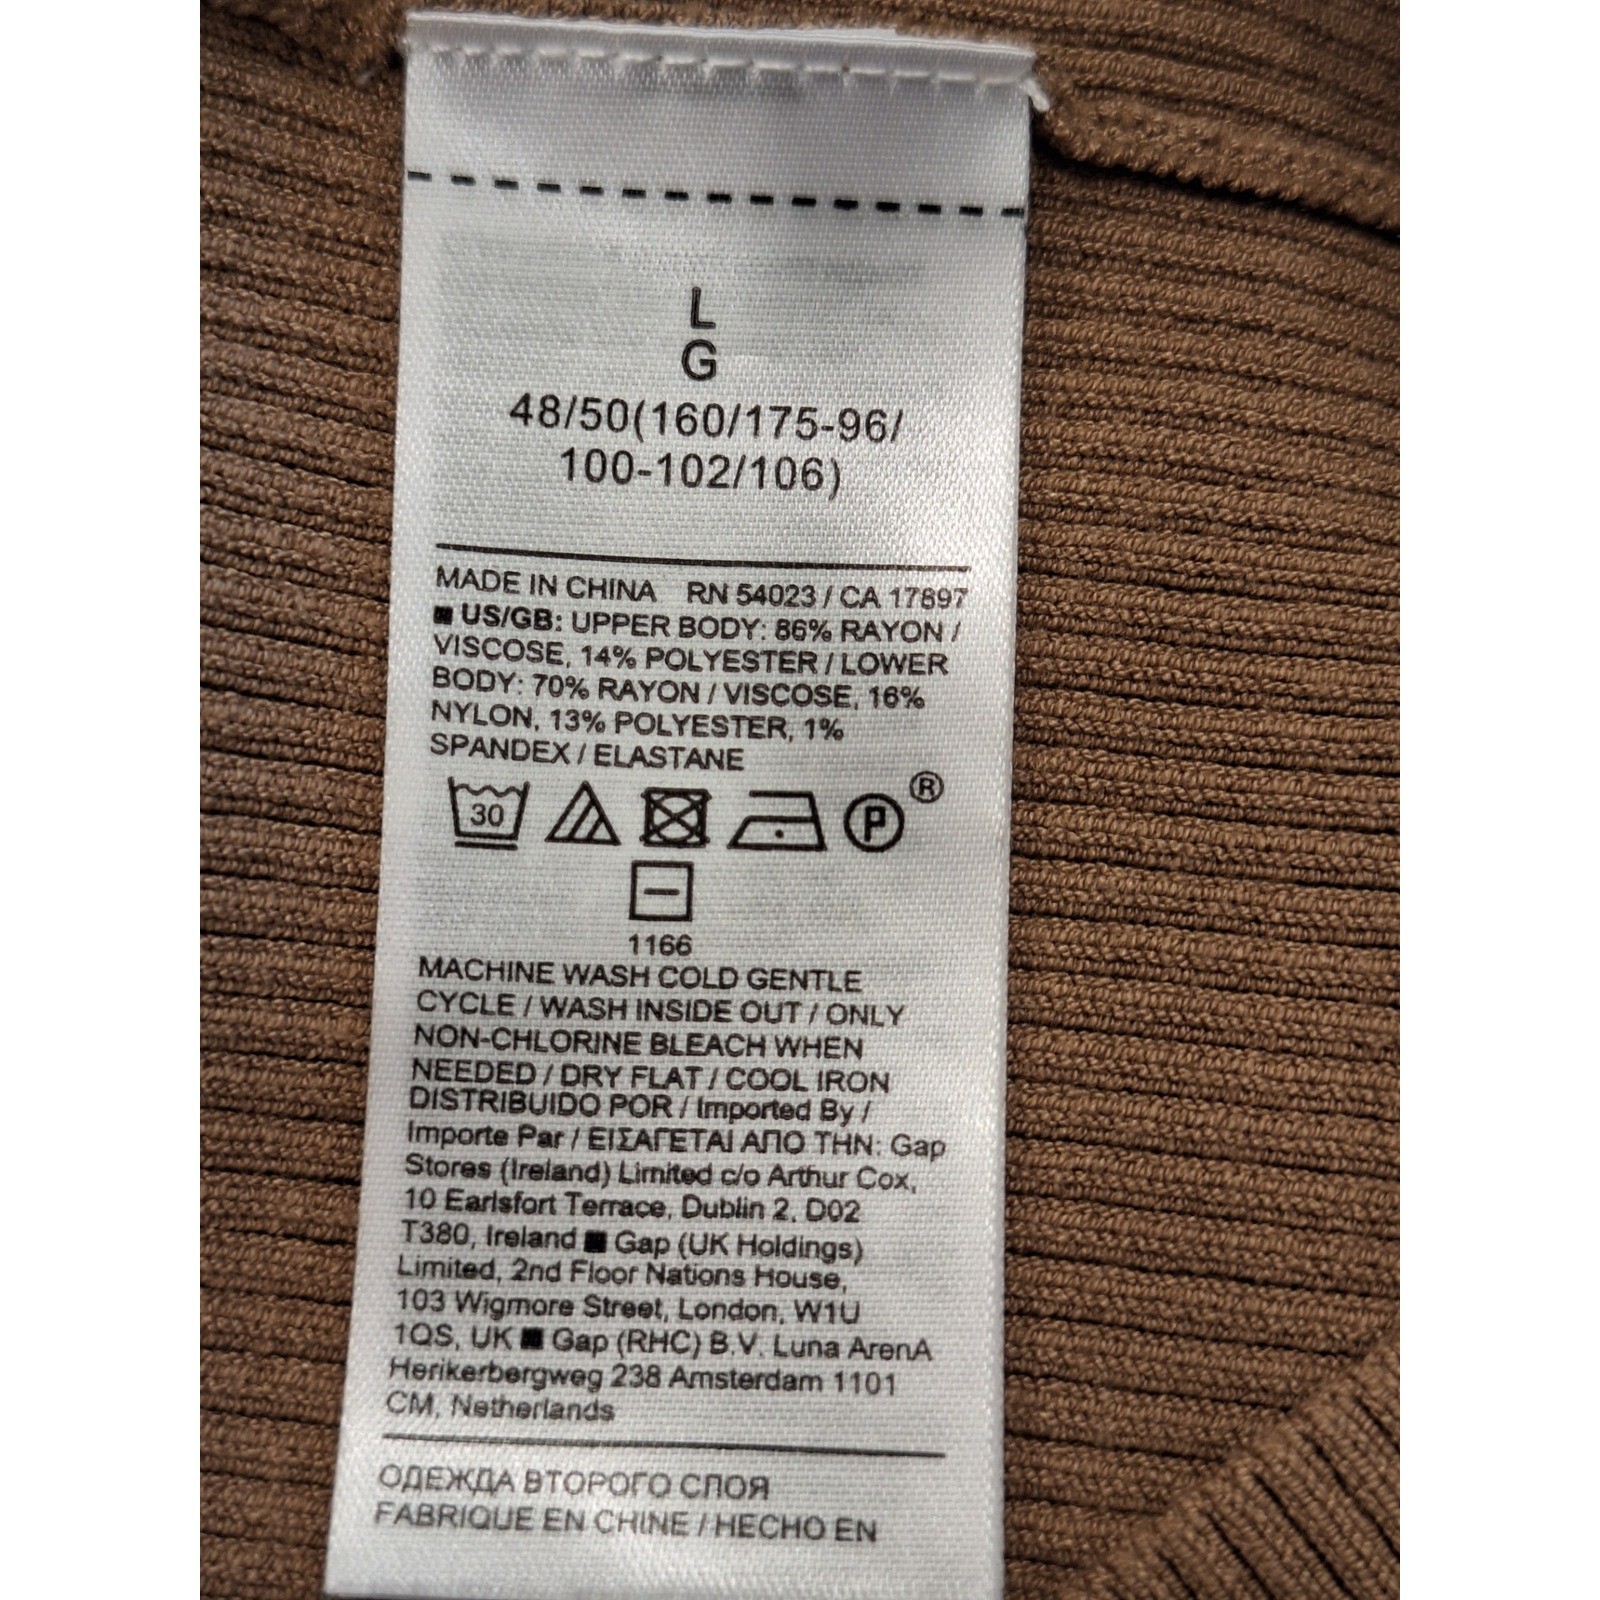 L
G
48/50(160/175-96/
100-102/106)
MADE IN CHINA RN 54023 / CA 17897
■ US/GB: UPPER BODY: 86% RAYON /
VISCOSE, 14% POLYESTER / LOWER
BODY: 70% RAYON / VISCOSE, 16%
NYLON, 13% POLYESTER, 1%
SPANDEX / ELASTANE
30 P ®
1166
MACHINE WASH COLD GENTLE
CYCLE / WASH INSIDE OUT / ONLY
NON-CHLORINE BLEACH WHEN
NEEDED / DRY FLAT / COOL IRON
DISTRIBUIDO POR / Imported By /
Importe Par / ΕΙΣΑΓΕΤΑΙ ΑΠΟ ΤΗΝ: Gap
Stores (Ireland) Limited c/o Arthur Cox,
10 Earlsfort Terrace, Dublin 2, D02
T380, Ireland ■ Gap (UK Holdings)
Limited, 2nd Floor Nations House,
103 Wigmore Street, London, W1U
1QS, UK ■ Gap (RHC) B.V. Luna ArenA
Herikerbergweg 238 Amsterdam 1101
CM, Netherlands
ОДЕЖДА ВТОРОГО СЛОЯ
FABRIQUE EN CHINE / HECHO EN